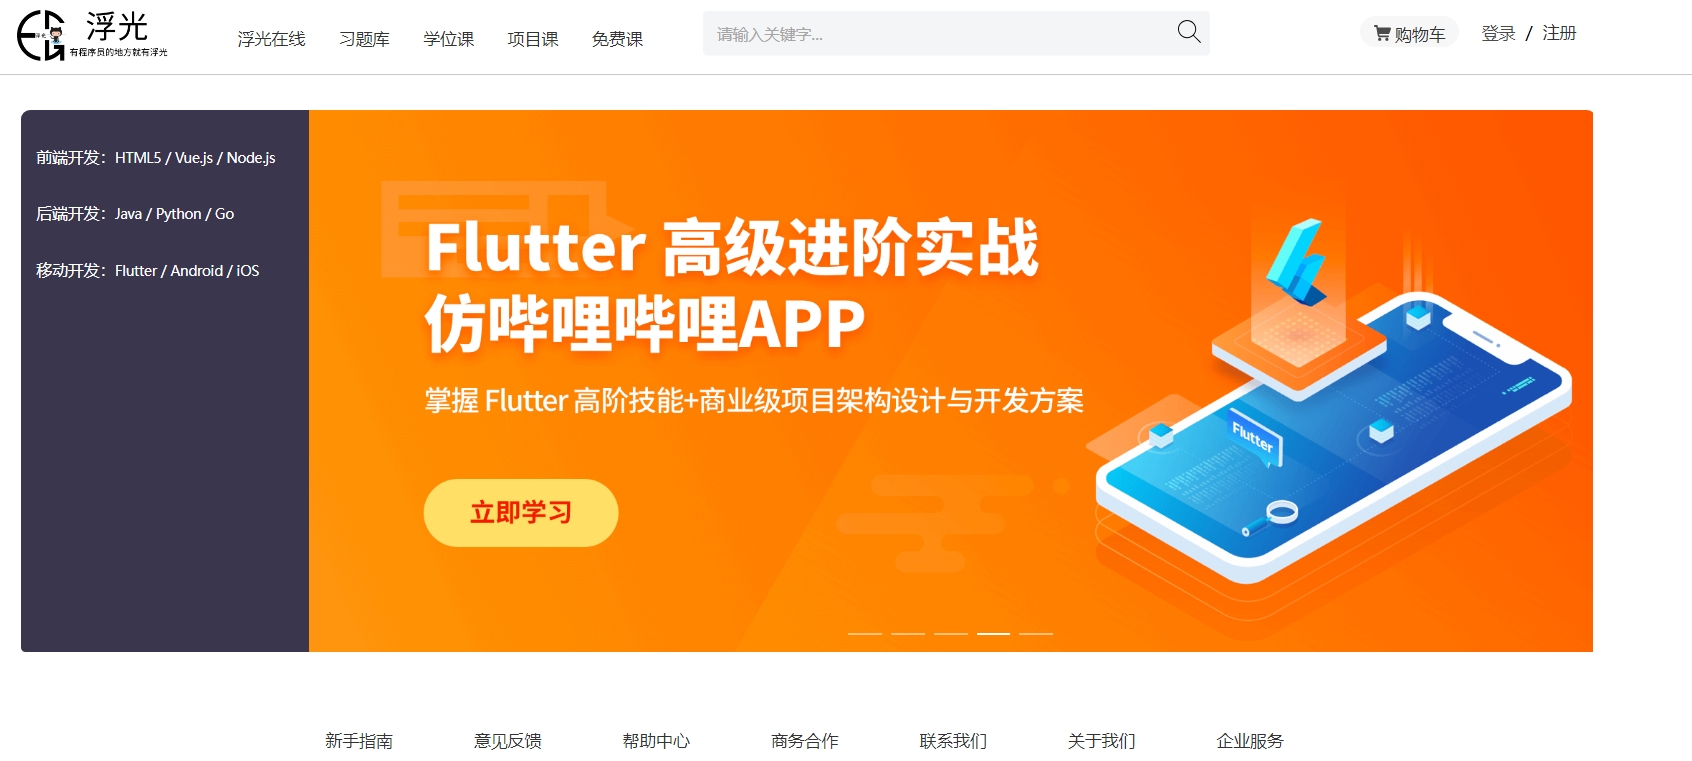 浮光
有程序员的地方就有浮光
浮光在线 习题库 学位课 项目课 免费课
请输入关键字...
购物车 登录 / 注册
前端开发：HTML5 / Vue.js / Node.js
后端开发：Java / Python / Go
移动开发：Flutter / Android / iOS
Flutter 高级进阶实战
仿哔哩哔哩APP
掌握 Flutter 高阶技能+商业级项目架构设计与开发方案
立即学习
Flutter
新手指南 意见反馈 帮助中心 商务合作 联系我们 关于我们 企业服务